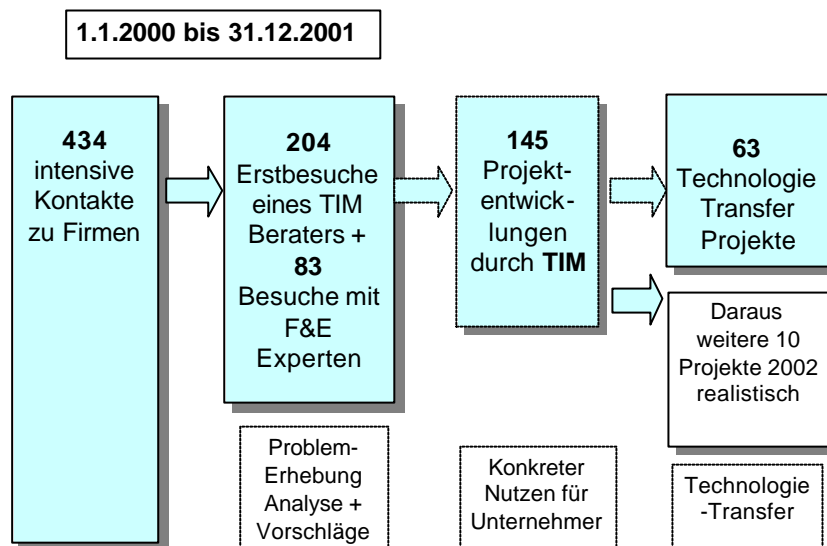 1.1.2000 bis 31.12.2001
434
intensive
Kontakte
zu Firmen
204
Erstbesuche
eines TIM
Beraters +
83
Besuche mit
F&E
Experten
145
Projekt-
entwick-
lungen
durch TIM
63
Technologie
Transfer
Projekte
Daraus
weitere 10
Projekte 2002
realistisch
Problem-
Erhebung
Analyse +
Vorschläge
Konkreter
Nutzen für
Unternehmer
Technologie
-Transfer